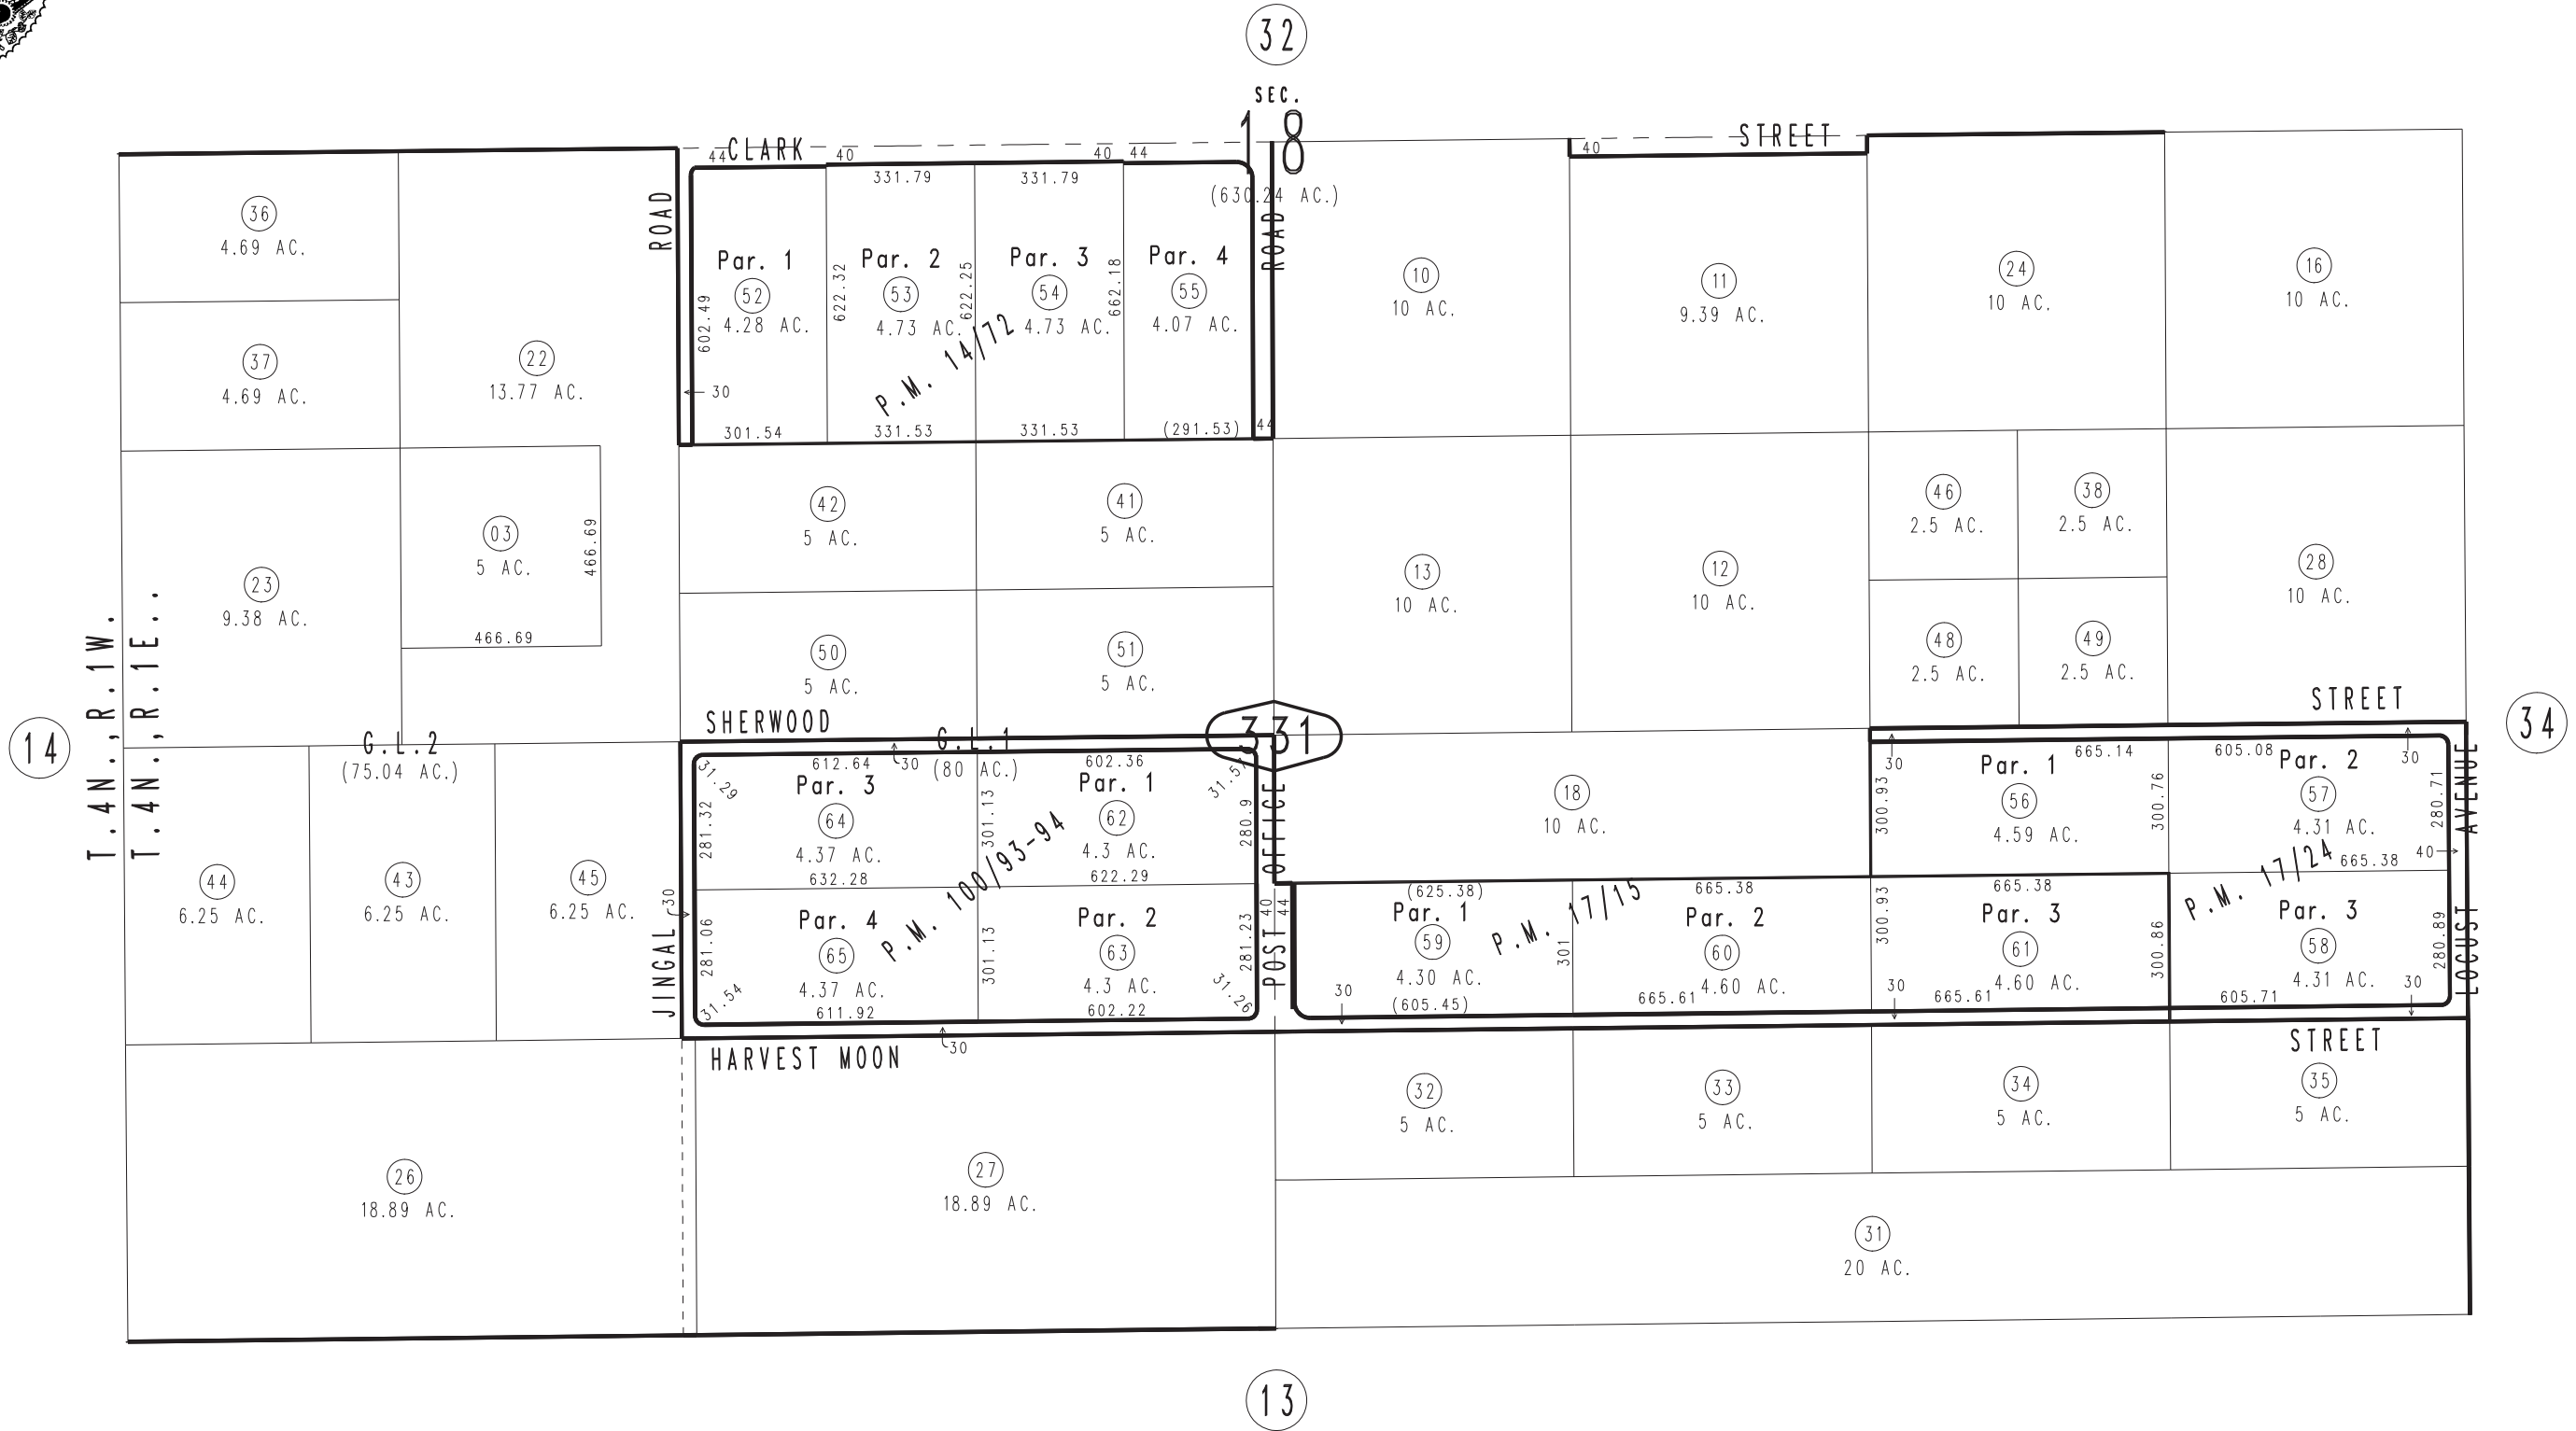 32
SEC.
18
(630.24 AC.)
CLARK
STREET
44
40
40
44
40
ROAD
ROAD
331.79
331.79
36
4.69 AC.
37
4.69 AC.
22
13.77 AC.
Par. 1
52
4.28 AC.
602.49
622.32
Par. 2
53
4.73 AC.
622.25
Par. 3
54
4.73 AC.
662.18
Par. 4
55
4.07 AC.
P.M. 14/72
30
301.54
331.53
331.53
(291.53)
44
10
10 AC.
11
9.39 AC.
24
10 AC.
16
10 AC.
23
9.38 AC.
03
5 AC.
466.69
466.69
42
5 AC.
41
5 AC.
50
5 AC.
51
5 AC.
13
10 AC.
12
10 AC.
46
2.5 AC.
38
2.5 AC.
48
2.5 AC.
49
2.5 AC.
28
10 AC.
T.4N.,R.1W.
T.4N.,R.1E..
14
34
SHERWOOD
STREET
331
G.L.2
(75.04 AC.)
G.L.1
(80 AC.)
44
6.25 AC.
43
6.25 AC.
45
6.25 AC.
JINGAL
30
31.29
612.64
30
602.36
31.51
281.32
Par. 3
64
4.37 AC.
632.28
301.13
Par. 1
62
4.3 AC.
622.29
280.9
P.M. 100/93-94
281.06
Par. 4
65
4.37 AC.
611.92
31.54
301.13
Par. 2
63
4.3 AC.
602.22
281.23
31.26
POST OFFICE
40
44
18
10 AC.
30
300.93
Par. 1
665.14
56
4.59 AC.
300.76
605.08
Par. 2
30
57
4.31 AC.
280.71
665.38
40
P.M. 17/24
LOCUST AVENUE
(625.38)
Par. 1
59
4.30 AC.
(605.45)
30
301
P.M. 17/15
665.38
Par. 2
60
4.60 AC.
665.61
300.93
665.38
Par. 3
61
4.60 AC.
665.61
30
300.86
Par. 3
58
4.31 AC.
605.71
30
280.89
HARVEST MOON
30
STREET
26
18.89 AC.
27
18.89 AC.
32
5 AC.
33
5 AC.
34
5 AC.
35
5 AC.
31
20 AC.
13